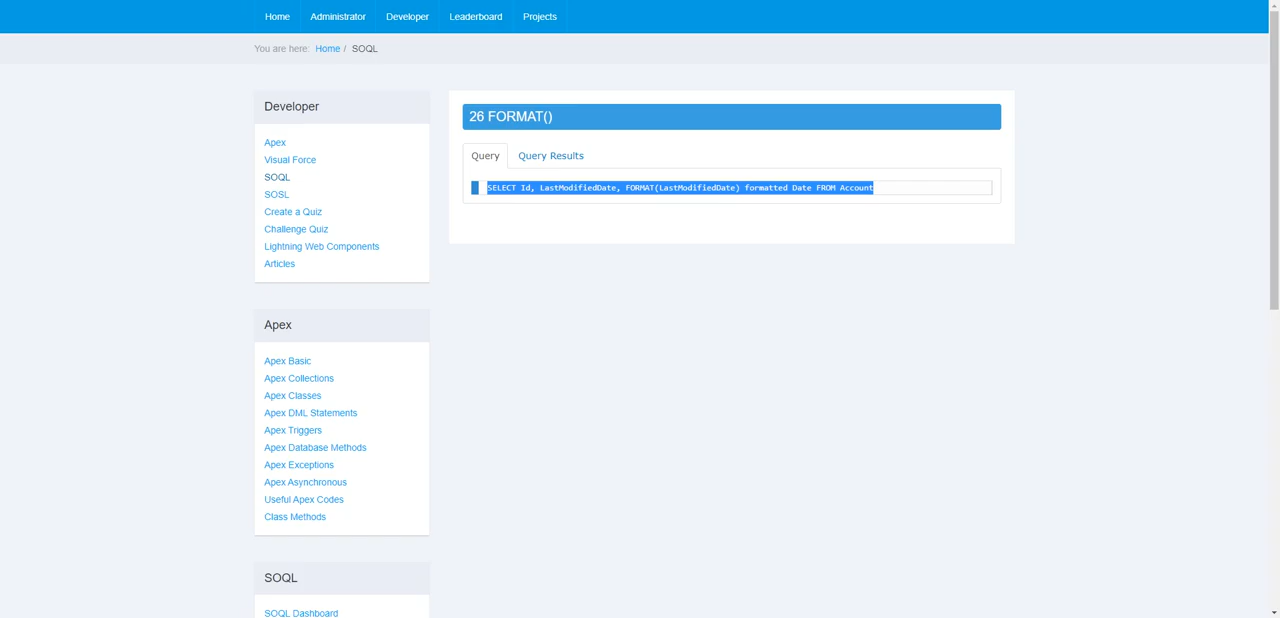 Home Administrator Developer Leaderboard Projects
You are here: Home / SOQL
Developer
Apex
Visual Force
SOQL
SOSL
Create a Quiz
Challenge Quiz
Lightning Web Components
Articles
Apex
Apex Basic
Apex Collections
Apex Classes
Apex DML Statements
Apex Triggers
Apex Database Methods
Apex Exceptions
Apex Asynchronous
Useful Apex Codes
Class Methods
SOQL
SOQL Dashboard
26 FORMAT()
Query Query Results
SELECT Id, LastModifiedDate, FORMAT(LastModifiedDate) formatted Date FROM Account